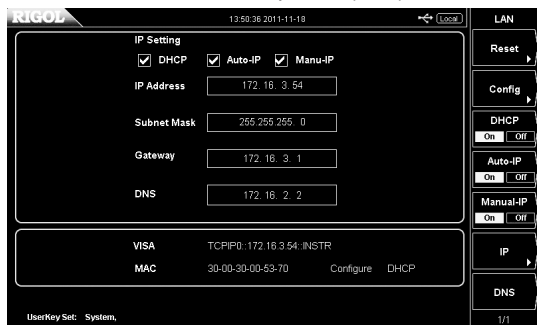 RIGOL 13:50:36 2011-11-18 Local LAN
IP Setting
DHCP Auto-IP Manu-IP
IP Address 172. 16. 3. 54
Subnet Mask 255.255.255. 0
Gateway 172. 16. 3. 1
DNS 172. 16. 2. 2
VISA TCPIP0::172.16.3.54::INSTR
MAC 30-00-30-00-53-70 Configure DHCP
UserKey Set: System,
Reset
Config
DHCP
On Off
Auto-IP
On Off
Manual-IP
On Off
IP
DNS
1/1